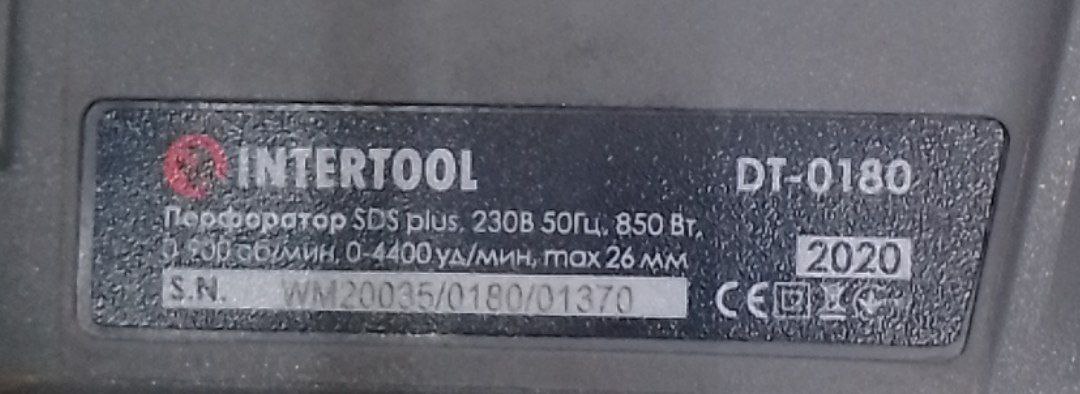 INTERTOOL DT-0180
Перфоратор SDS plus, 230В 50Гц, 850 Вт,
об/мин, 0-4400 уд/мин, max 26 мм
2020
S.N. WM20035/0180/01370
CE